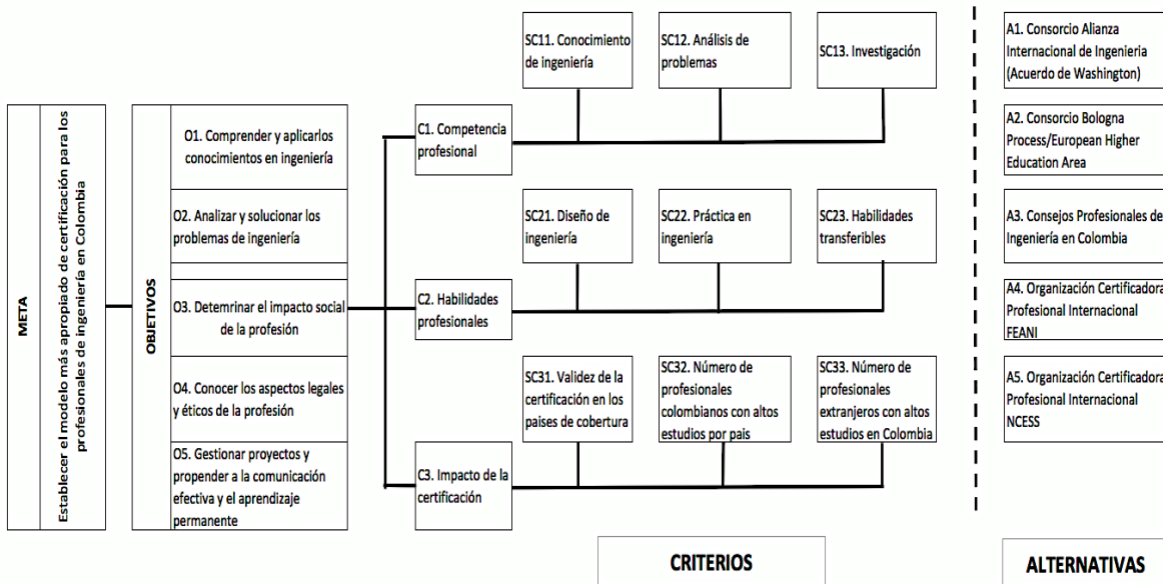 META
Establecer el modelo más apropiado de certificación para los
profesionales de ingeniería en Colombia
OBJETIVOS
O1. Comprender y aplicarlos
conocimientos en ingeniería
O2. Analizar y solucionar los
problemas de ingeniería
O3. Detemrinar el impacto social
de la profesión
O4. Conocer los aspectos legales
y éticos de la profesión
O5. Gestionar proyectos y
propender a la comunicación
efectiva y el aprendizaje
permanente
C1. Competencia
profesional
SC11. Conocimiento
de ingeniería
SC12. Análisis de
problemas
SC13. Investigación
C2. Habilidades
profesionales
SC21. Diseño de
ingeniería
SC22. Práctica en
ingeniería
SC23. Habilidades
transferibles
C3. Impacto de la
certificación
SC31. Validez de la
certificación en los
paises de cobertura
SC32. Número de
profesionales
colombianos con altos
estudios por pais
SC33. Número de
profesionales
extranjeros con altos
estudios en Colombia
CRITERIOS
A1. Consorcio Alianza
Internacional de Ingenieria
(Acuerdo de Washington)
A2. Consorcio Bologna
Process/European Higher
Education Area
A3. Consejos Profesionales de
Ingeniería en Colombia
A4. Organización Certificadora
Profesional Internacional
FEANI
A5. Organización Certificadora
Profesional Internacional
NCESS
ALTERNATIVAS